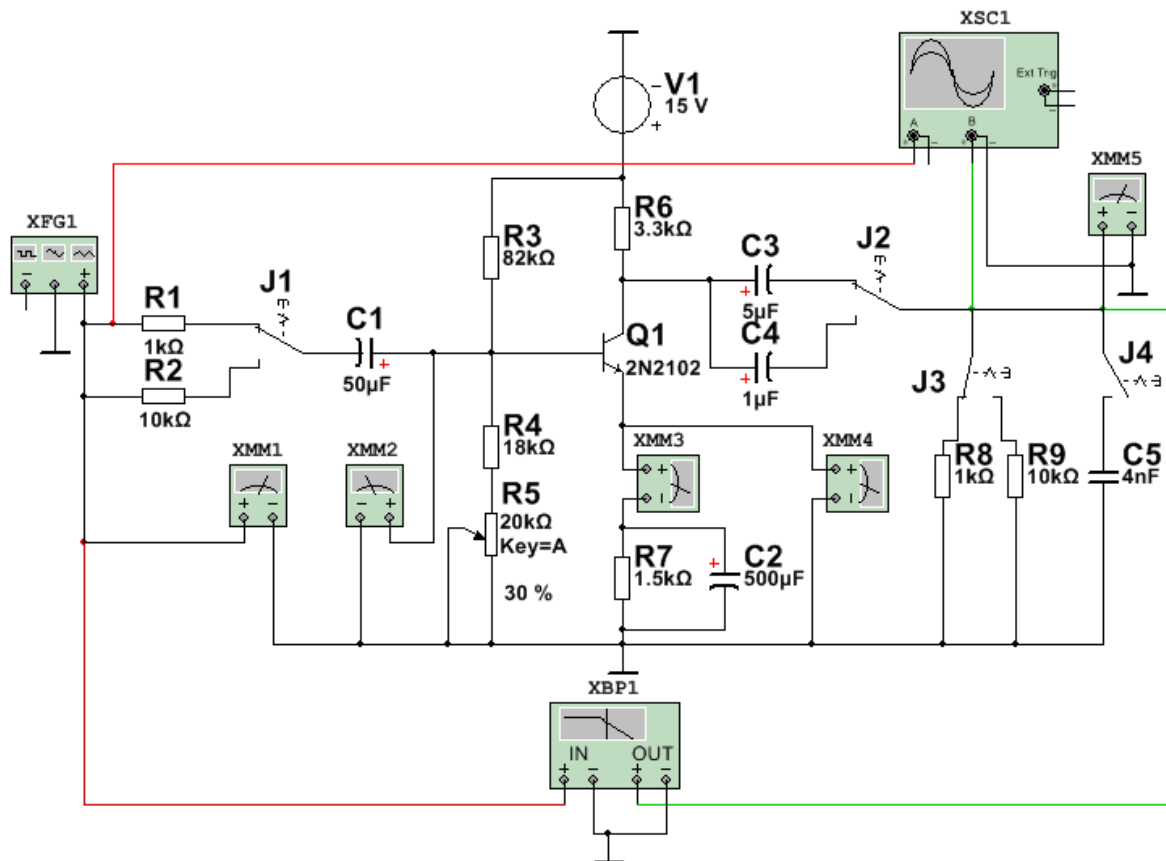 XSC1
Ext Trig
A
B
V1
15 V
XMM5
XFG1
R6
3.3kΩ
R3
82kΩ
J1
R1
1kΩ
R2
10kΩ
C1
50µF
C3
5µF
C4
1µF
J2
Q1
2N2102
J3
J4
R4
18kΩ
XMM1
XMM2
XMM3
XMM4
R5
20kΩ
Key=A
30 %
R7
1.5kΩ
C2
500µF
R8
1kΩ
R9
10kΩ
C5
4nF
XBP1
IN
OUT